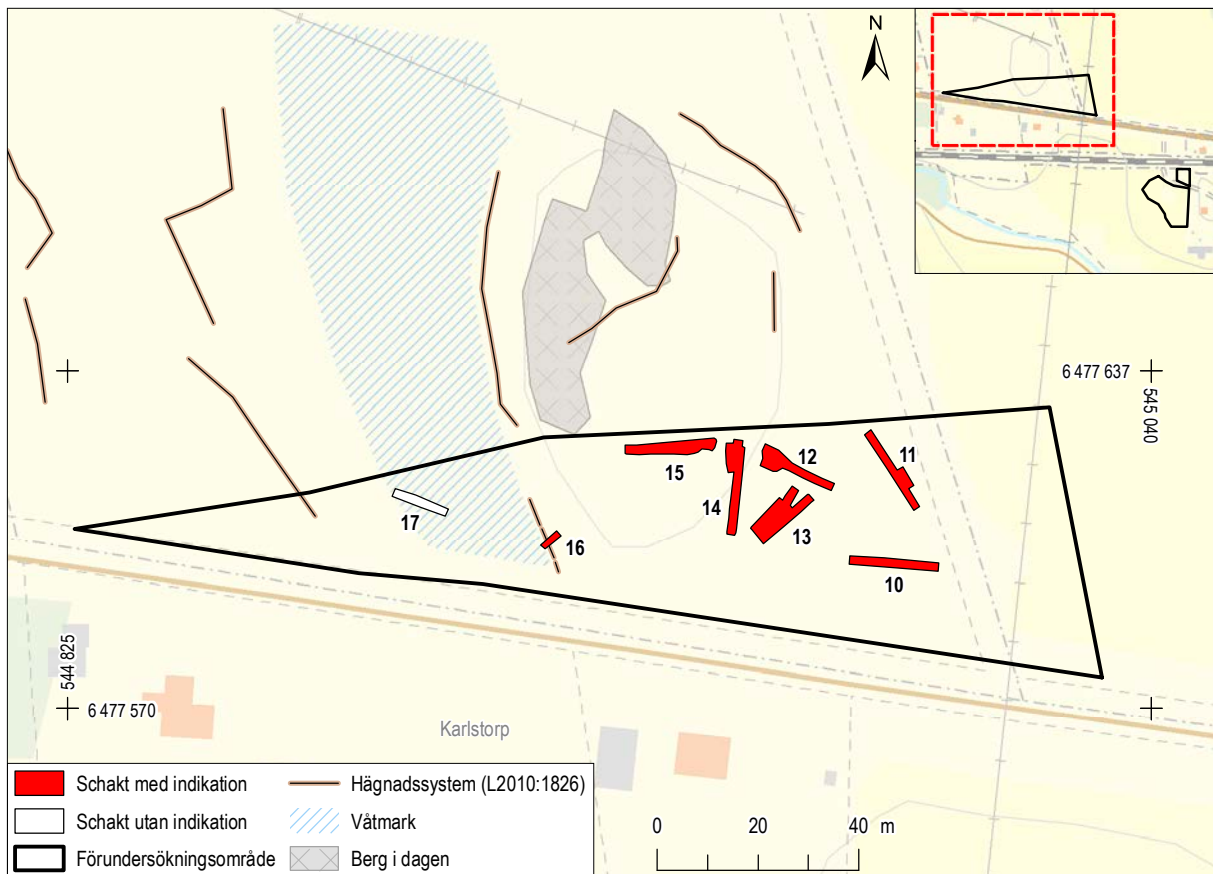 N
6 477 637
545 040
11
12
15
14
13
17
16
10
544 825
6 477 570
Karlstorp
Schakt med indikation
Schakt utan indikation
Förundersökningsområde
Hägnadssystem (L2010:1826)
Våtmark
Berg i dagen
0 20 40 m